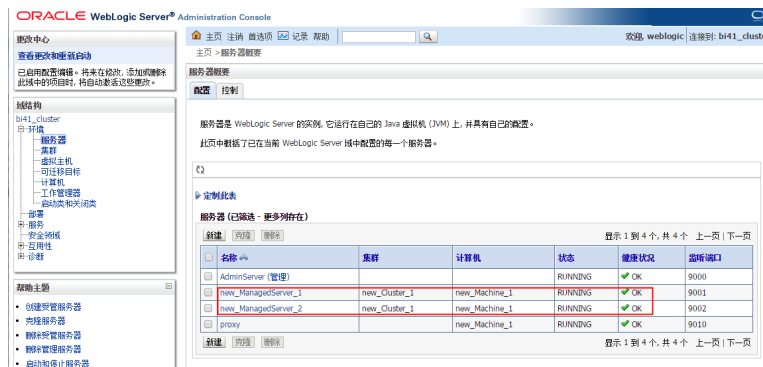 ORACLE WebLogic Server® Administration Console
更改中心
查看更改和重新启动
已启用配置编辑。将来在修改, 添加或删除
此域中的项目时, 将自动激活这些更改。
域结构
bi41_cluster
环境
服务器
集群
虚拟主机
可迁移目标
计算机
工作管理器
启动类和关闭类
部署
服务
安全领域
互用性
诊断
帮助主题
创建受管服务器
克隆服务器
删除受管服务器
删除管理服务器
启动和停止服务器
主页 注销 首选项 记录 帮助
欢迎, weblogic 连接到: bi41_clust
主页 >服务器概要
服务器概要
配置 控制
服务器是 WebLogic Server 的实例, 它运行在自己的 Java 虚拟机 (JVM) 上, 并具有自己的配置。
此页中概括了已在当前 WebLogic Server 域中配置的每一个服务器。
定制此表
服务器 (已筛选 - 更多列存在)
新建 克隆 删除 显示 1 到 4 个, 共 4 个 上一页 | 下一页
名称 集群 计算机 状态 健康状况 监听端口
AdminServer (管理) RUNNING OK 9000
new_ManagedServer_1 new_Cluster_1 new_Machine_1 RUNNING OK 9001
new_ManagedServer_2 new_Cluster_1 new_Machine_1 RUNNING OK 9002
proxy new_Machine_1 RUNNING OK 9010
新建 克隆 删除 显示 1 到 4 个, 共 4 个 上一页 | 下一页